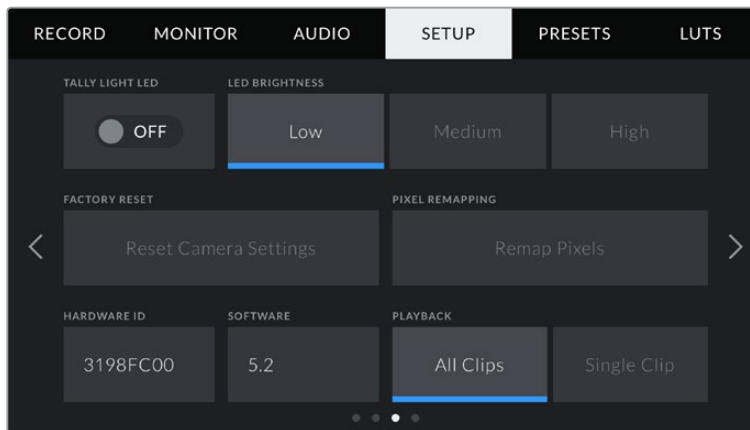 RECORD MONITOR AUDIO SETUP PRESETS LUTS
TALLY LIGHT LED LED BRIGHTNESS
OFF Low Medium High
FACTORY RESET PIXEL REMAPPING
Reset Camera Settings Remap Pixels
HARDWARE ID SOFTWARE PLAYBACK
3198FC00 5.2 All Clips Single Clip